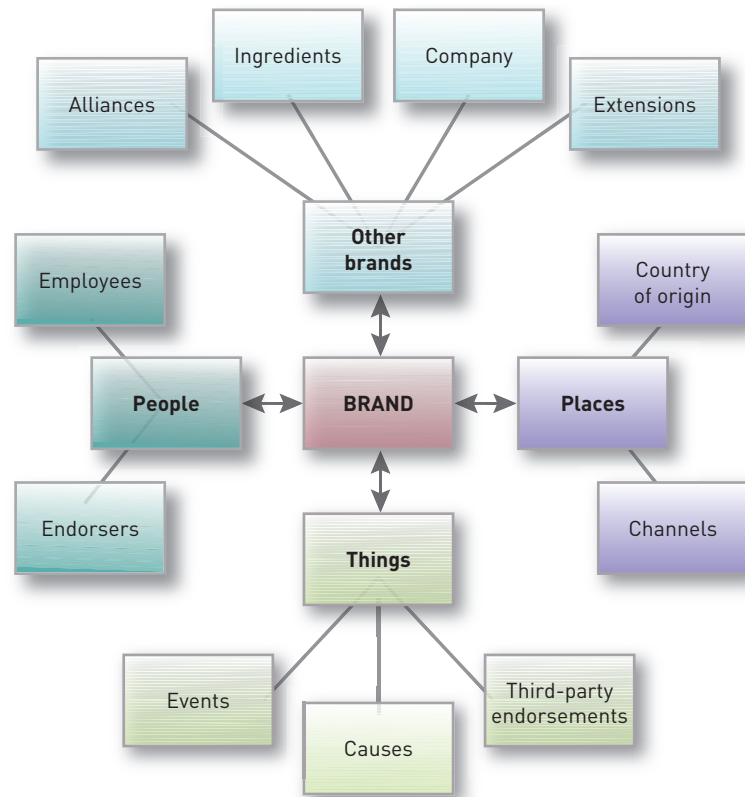 Ingredients
Company
Alliances
Extensions
Other
brands
Employees
Country
of origin
People
BRAND
Places
Endorsers
Things
Channels
Events
Third-party
endorsements
Causes